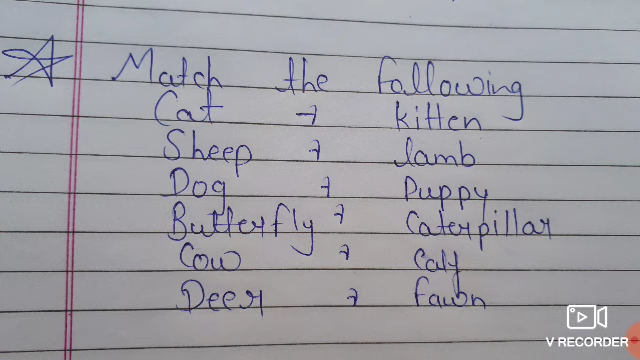 Match the following
Cat → kitten
Sheep → lamb
Dog → Puppy
Butterfly → Caterpillar
Cow → calf
Deer → fawn
V RECORDER